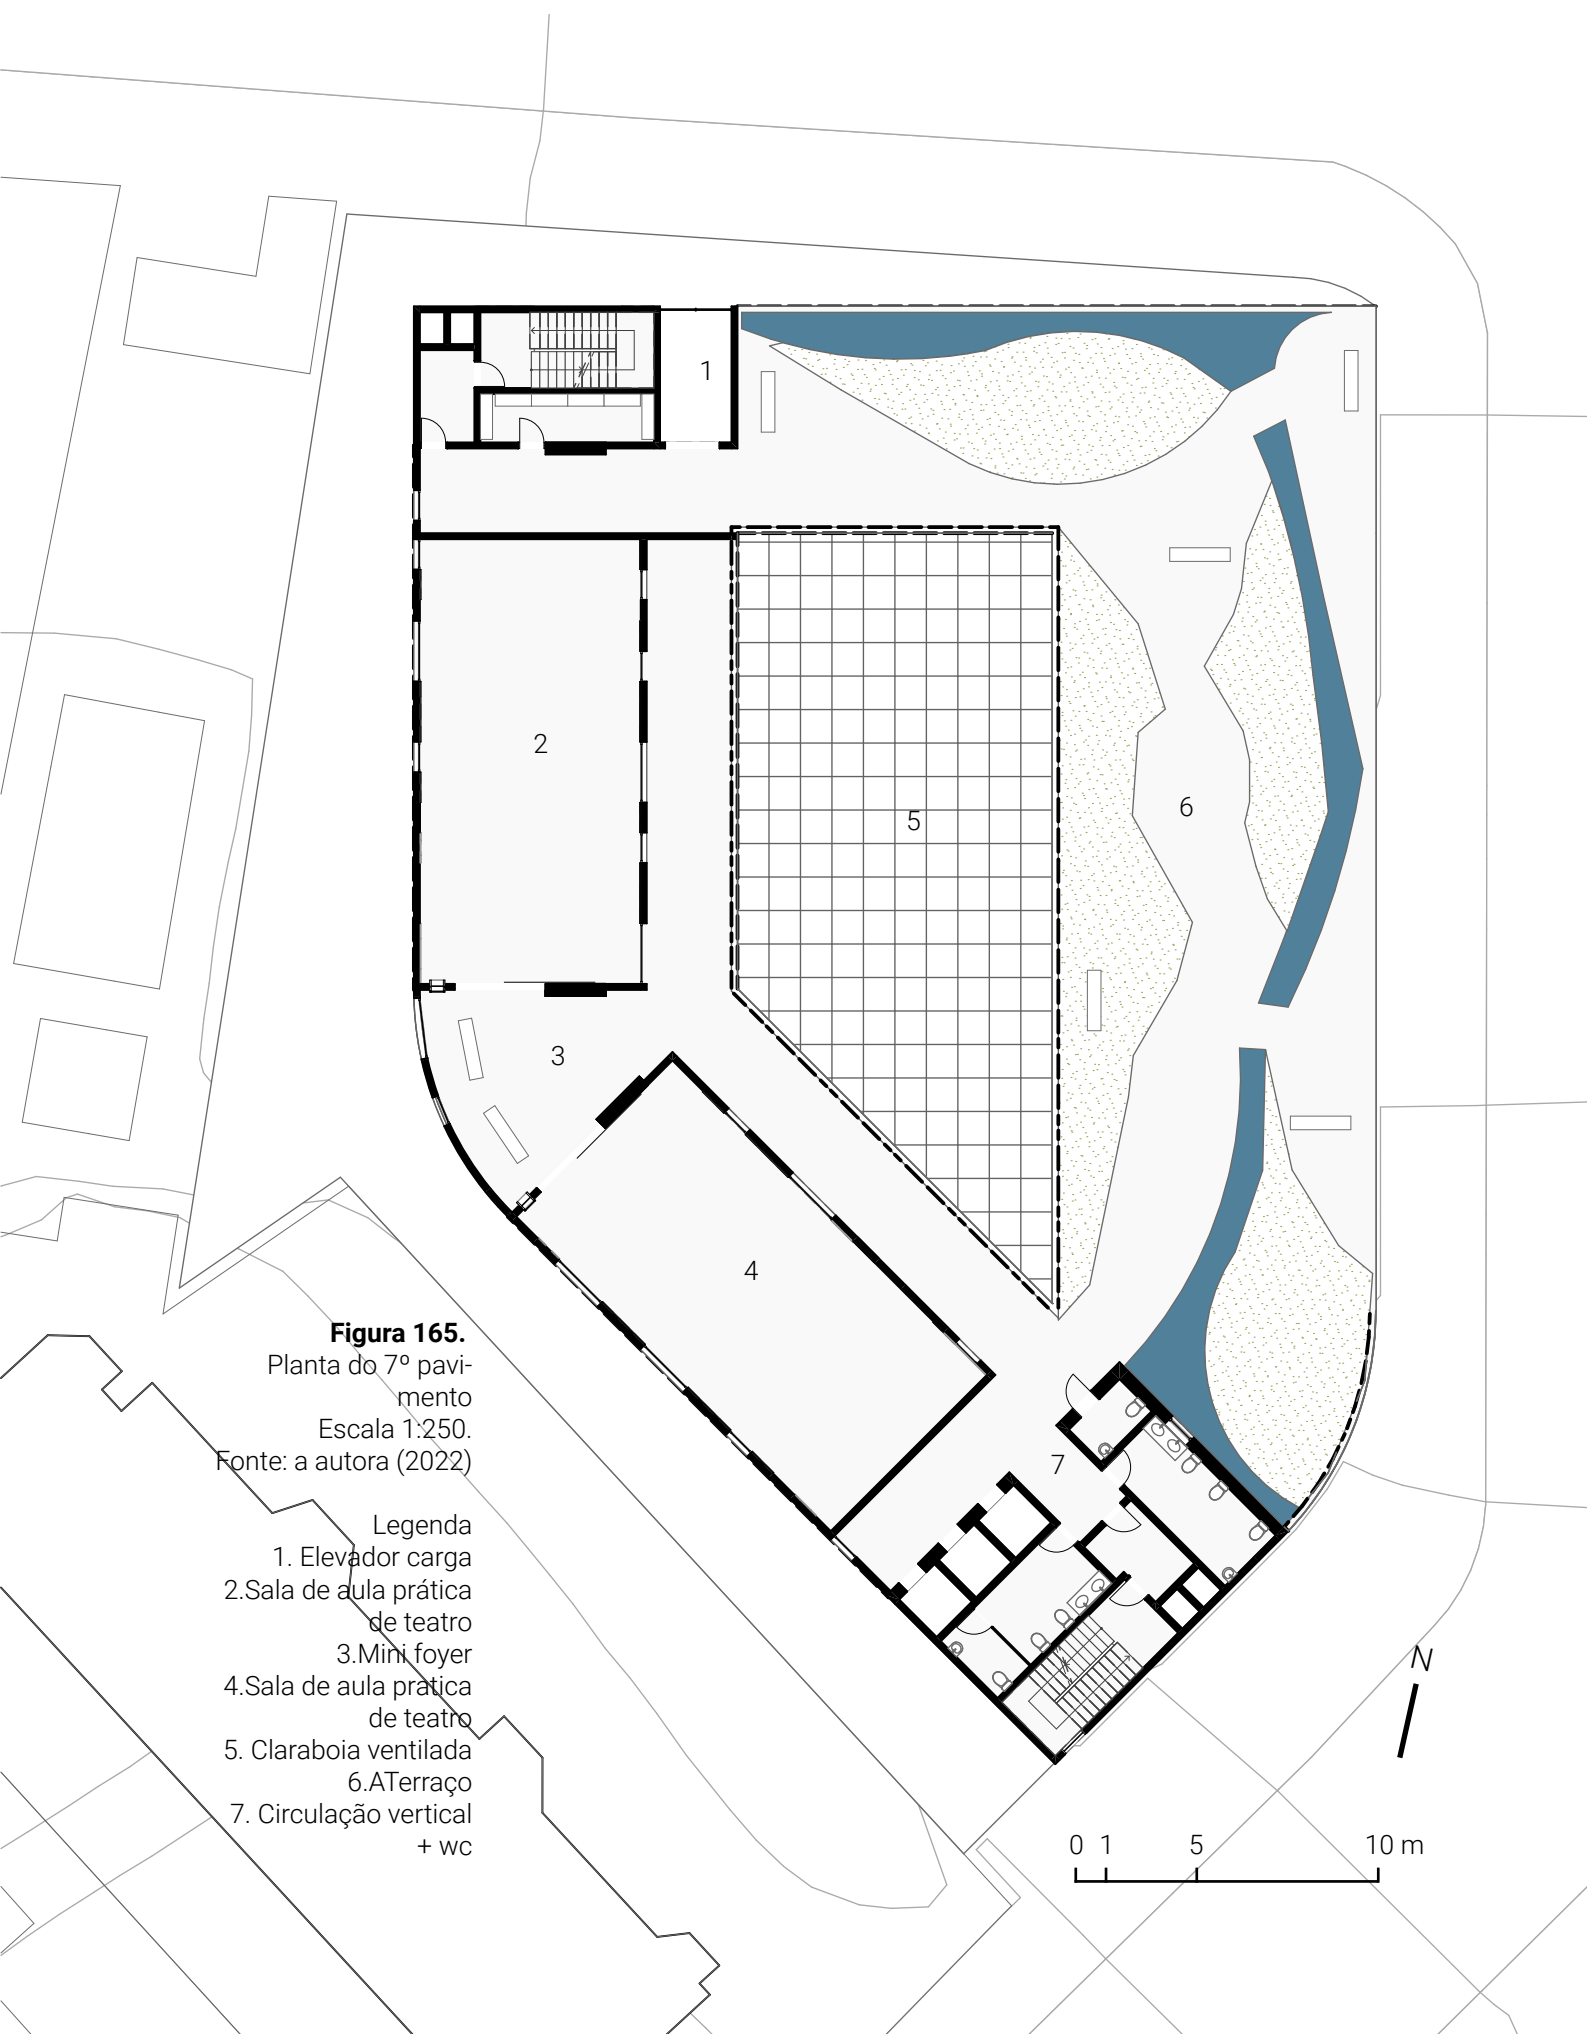 1
2
5
6
3
4
Figura 165.
Planta do 7º pavi-
mento
Escala 1:250.
Fonte: a autora (2022)
7
Legenda
1. Elevador carga
2.Sala de aula prática
de teatro
3.Mini foyer
4.Sala de aula prática
de teatro
5. Claraboia ventilada
6.ATerraço
7. Circulação vertical
+ wc
N
0 1 5 10 m